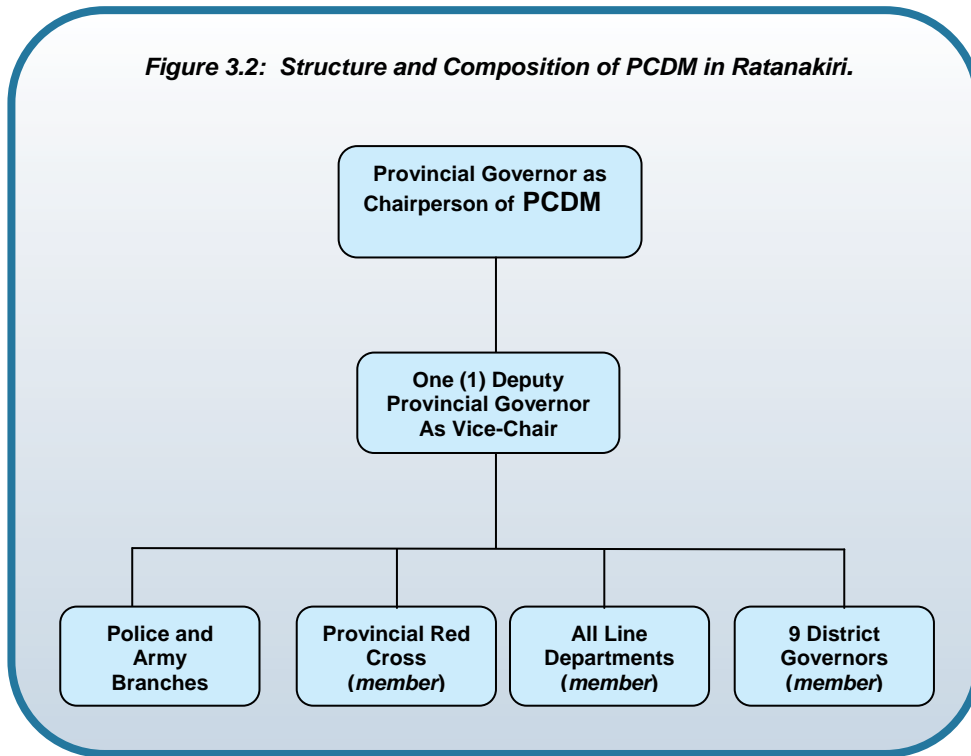 Figure 3.2: Structure and Composition of PCDM in Ratanakiri.
Provincial Governor as
Chairperson of PCDM
One (1) Deputy
Provincial Governor
As Vice-Chair
Police and
Army
Branches
Provincial Red
Cross
(member)
All Line
Departments
(member)
9 District
Governors
(member)